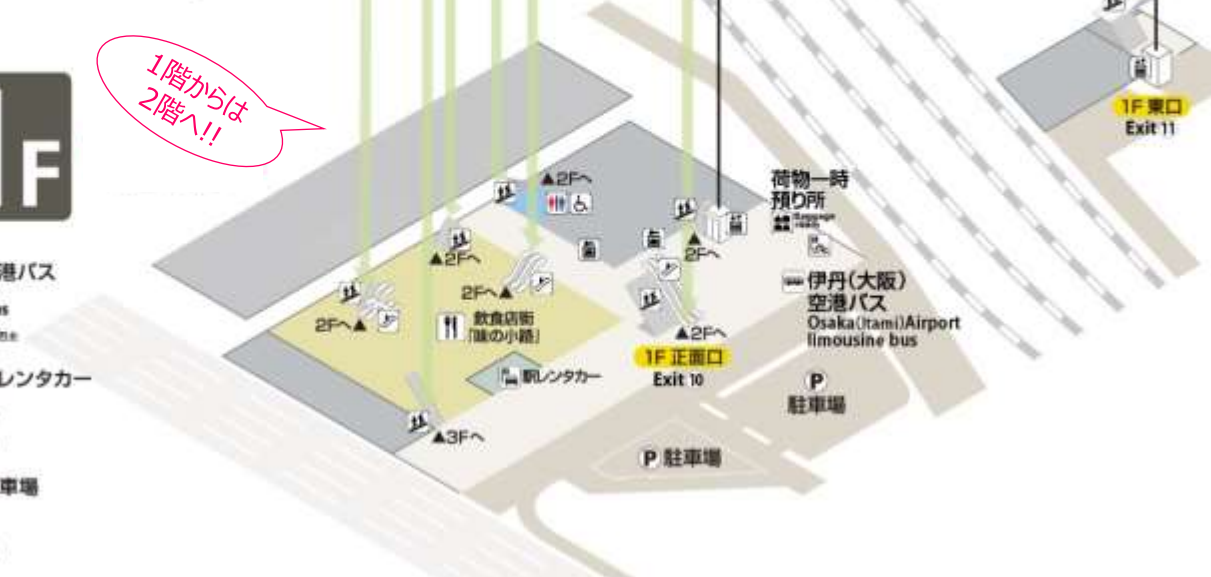 1階からは
2階へ!!
F
1F 東口
Exit 11
▲2Fへ
荷物一時
預り所
▲2Fへ
▲
2Fへ
港バス
2Fへ▲
伊丹(大阪)
空港バス
Osaka(Itami)Airport
limousine bus
2Fへ▲
飲食店街
「味の小路」
▲2Fへ
1F 正面口
Exit 10
レンタカー
駅レンタカー
P
駐車場
▲3Fへ
P 駐車場
車場